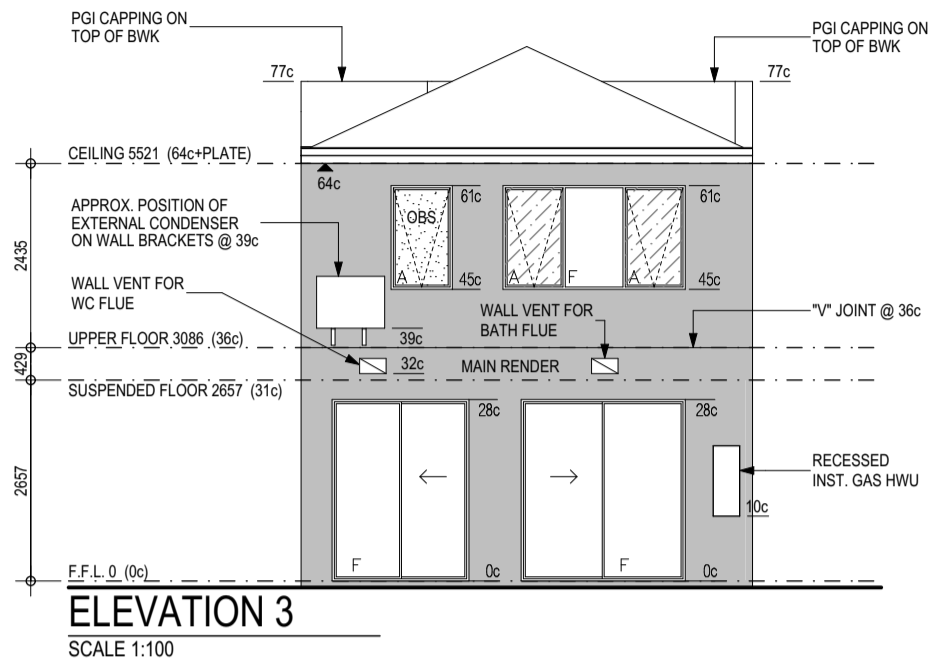 PGI CAPPING ON
TOP OF BWK
PGI CAPPING ON
TOP OF BWK
77c
77c
CEILING 5521 (64c+PLATE)
64c
61c
61c
OBS
APPROX. POSITION OF
EXTERNAL CONDENSER
ON WALL BRACKETS @ 39c
2435
A
A
F
A
45c
45c
WALL VENT FOR
WC FLUE
WALL VENT FOR
BATH FLUE
"V" JOINT @ 36c
39c
UPPER FLOOR 3086 (36c)
429
32c
MAIN RENDER
SUSPENDED FLOOR 2657 (31c)
28c
28c
2657
RECESSED
INST. GAS HWU
10c
F
F
F.F.L. 0 (0c)
0c
0c
ELEVATION 3
SCALE 1:100